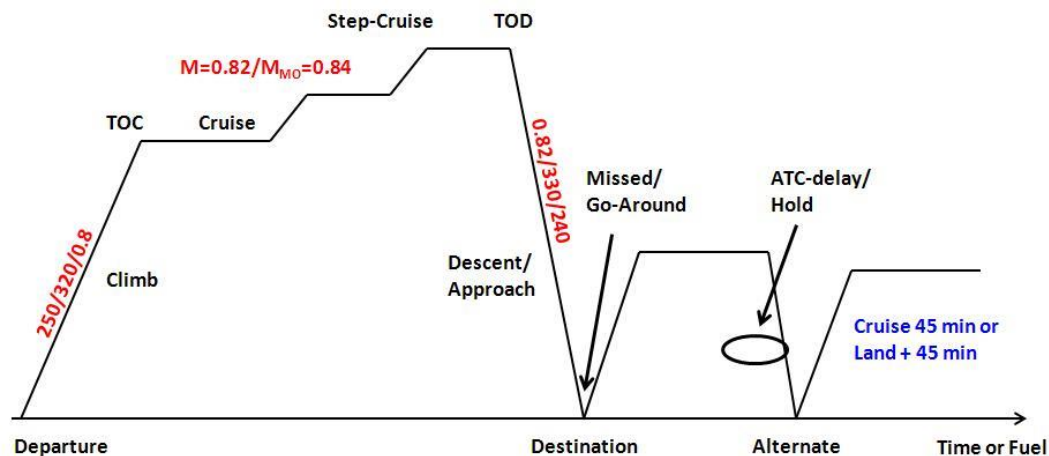 Step-Cruise
TOD
M=0.82/MMO=0.84
TOC
Cruise
250/320/0.8
Climb
0.82/330/240
Descent/
Approach
Missed/
Go-Around
ATC-delay/
Hold
Cruise 45 min or
Land + 45 min
Departure
Destination
Alternate
Time or Fuel